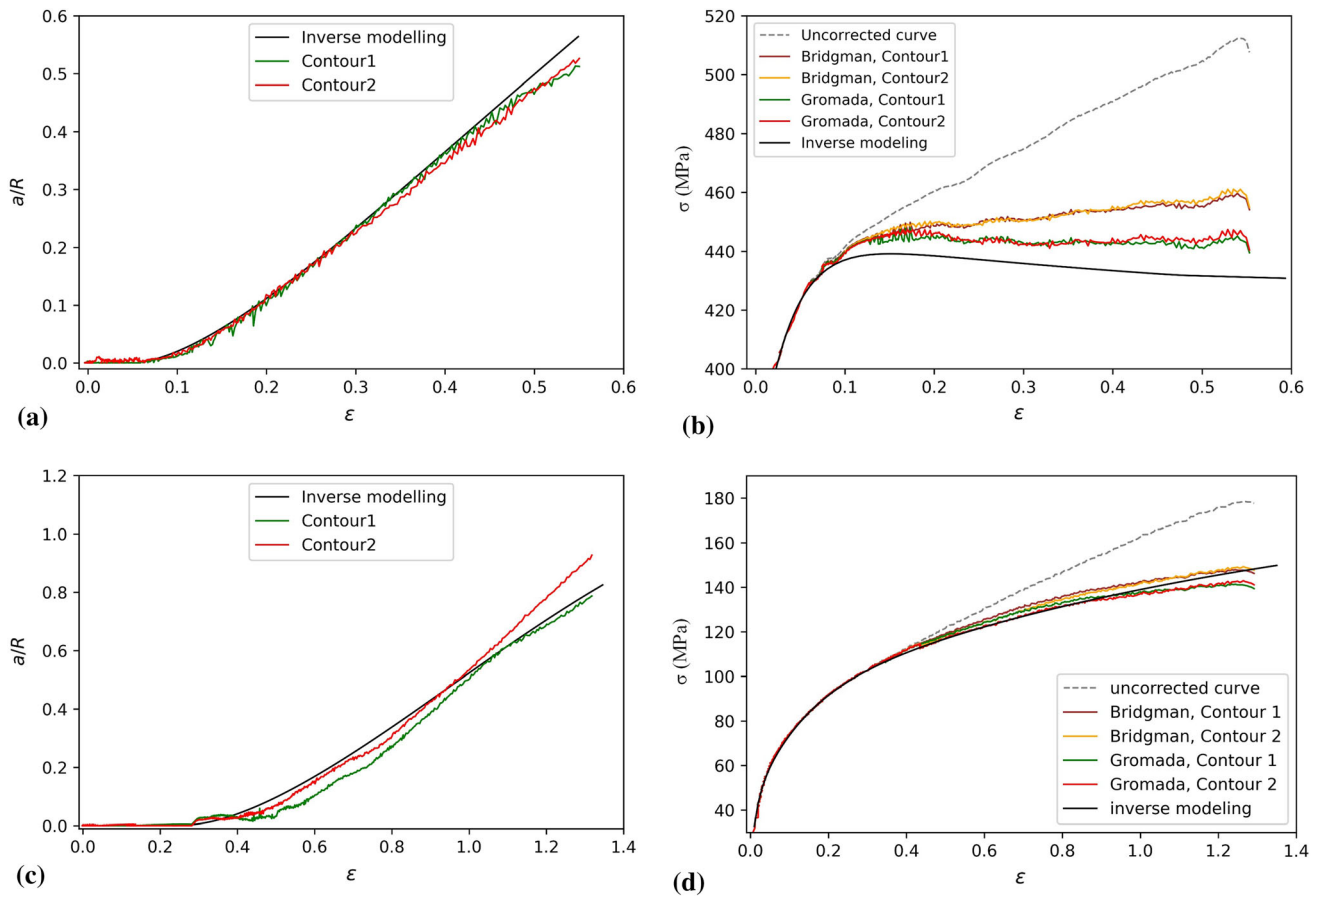 0.6
0.5
0.4
0.3
0.2
0.1
0.0
a/R
Inverse modelling
Contour1
Contour2
0.0 0.1 0.2 0.3 0.4 0.5 0.6
ε
(a)
520
500
480
460
440
420
400
σ (MPa)
Uncorrected curve
Bridgman, Contour1
Bridgman, Contour2
Gromada, Contour1
Gromada, Contour2
Inverse modeling
0.0 0.1 0.2 0.3 0.4 0.5 0.6
ε
(b)
1.2
1.0
0.8
0.6
0.4
0.2
0.0
a/R
Inverse modelling
Contour1
Contour2
0.0 0.2 0.4 0.6 0.8 1.0 1.2 1.4
ε
(c)
180
160
140
120
100
80
60
40
σ (MPa)
uncorrected curve
Bridgman, Contour 1
Bridgman, Contour 2
Gromada, Contour 1
Gromada, Contour 2
inverse modeling
0.0 0.2 0.4 0.6 0.8 1.0 1.2 1.4
ε
(d)